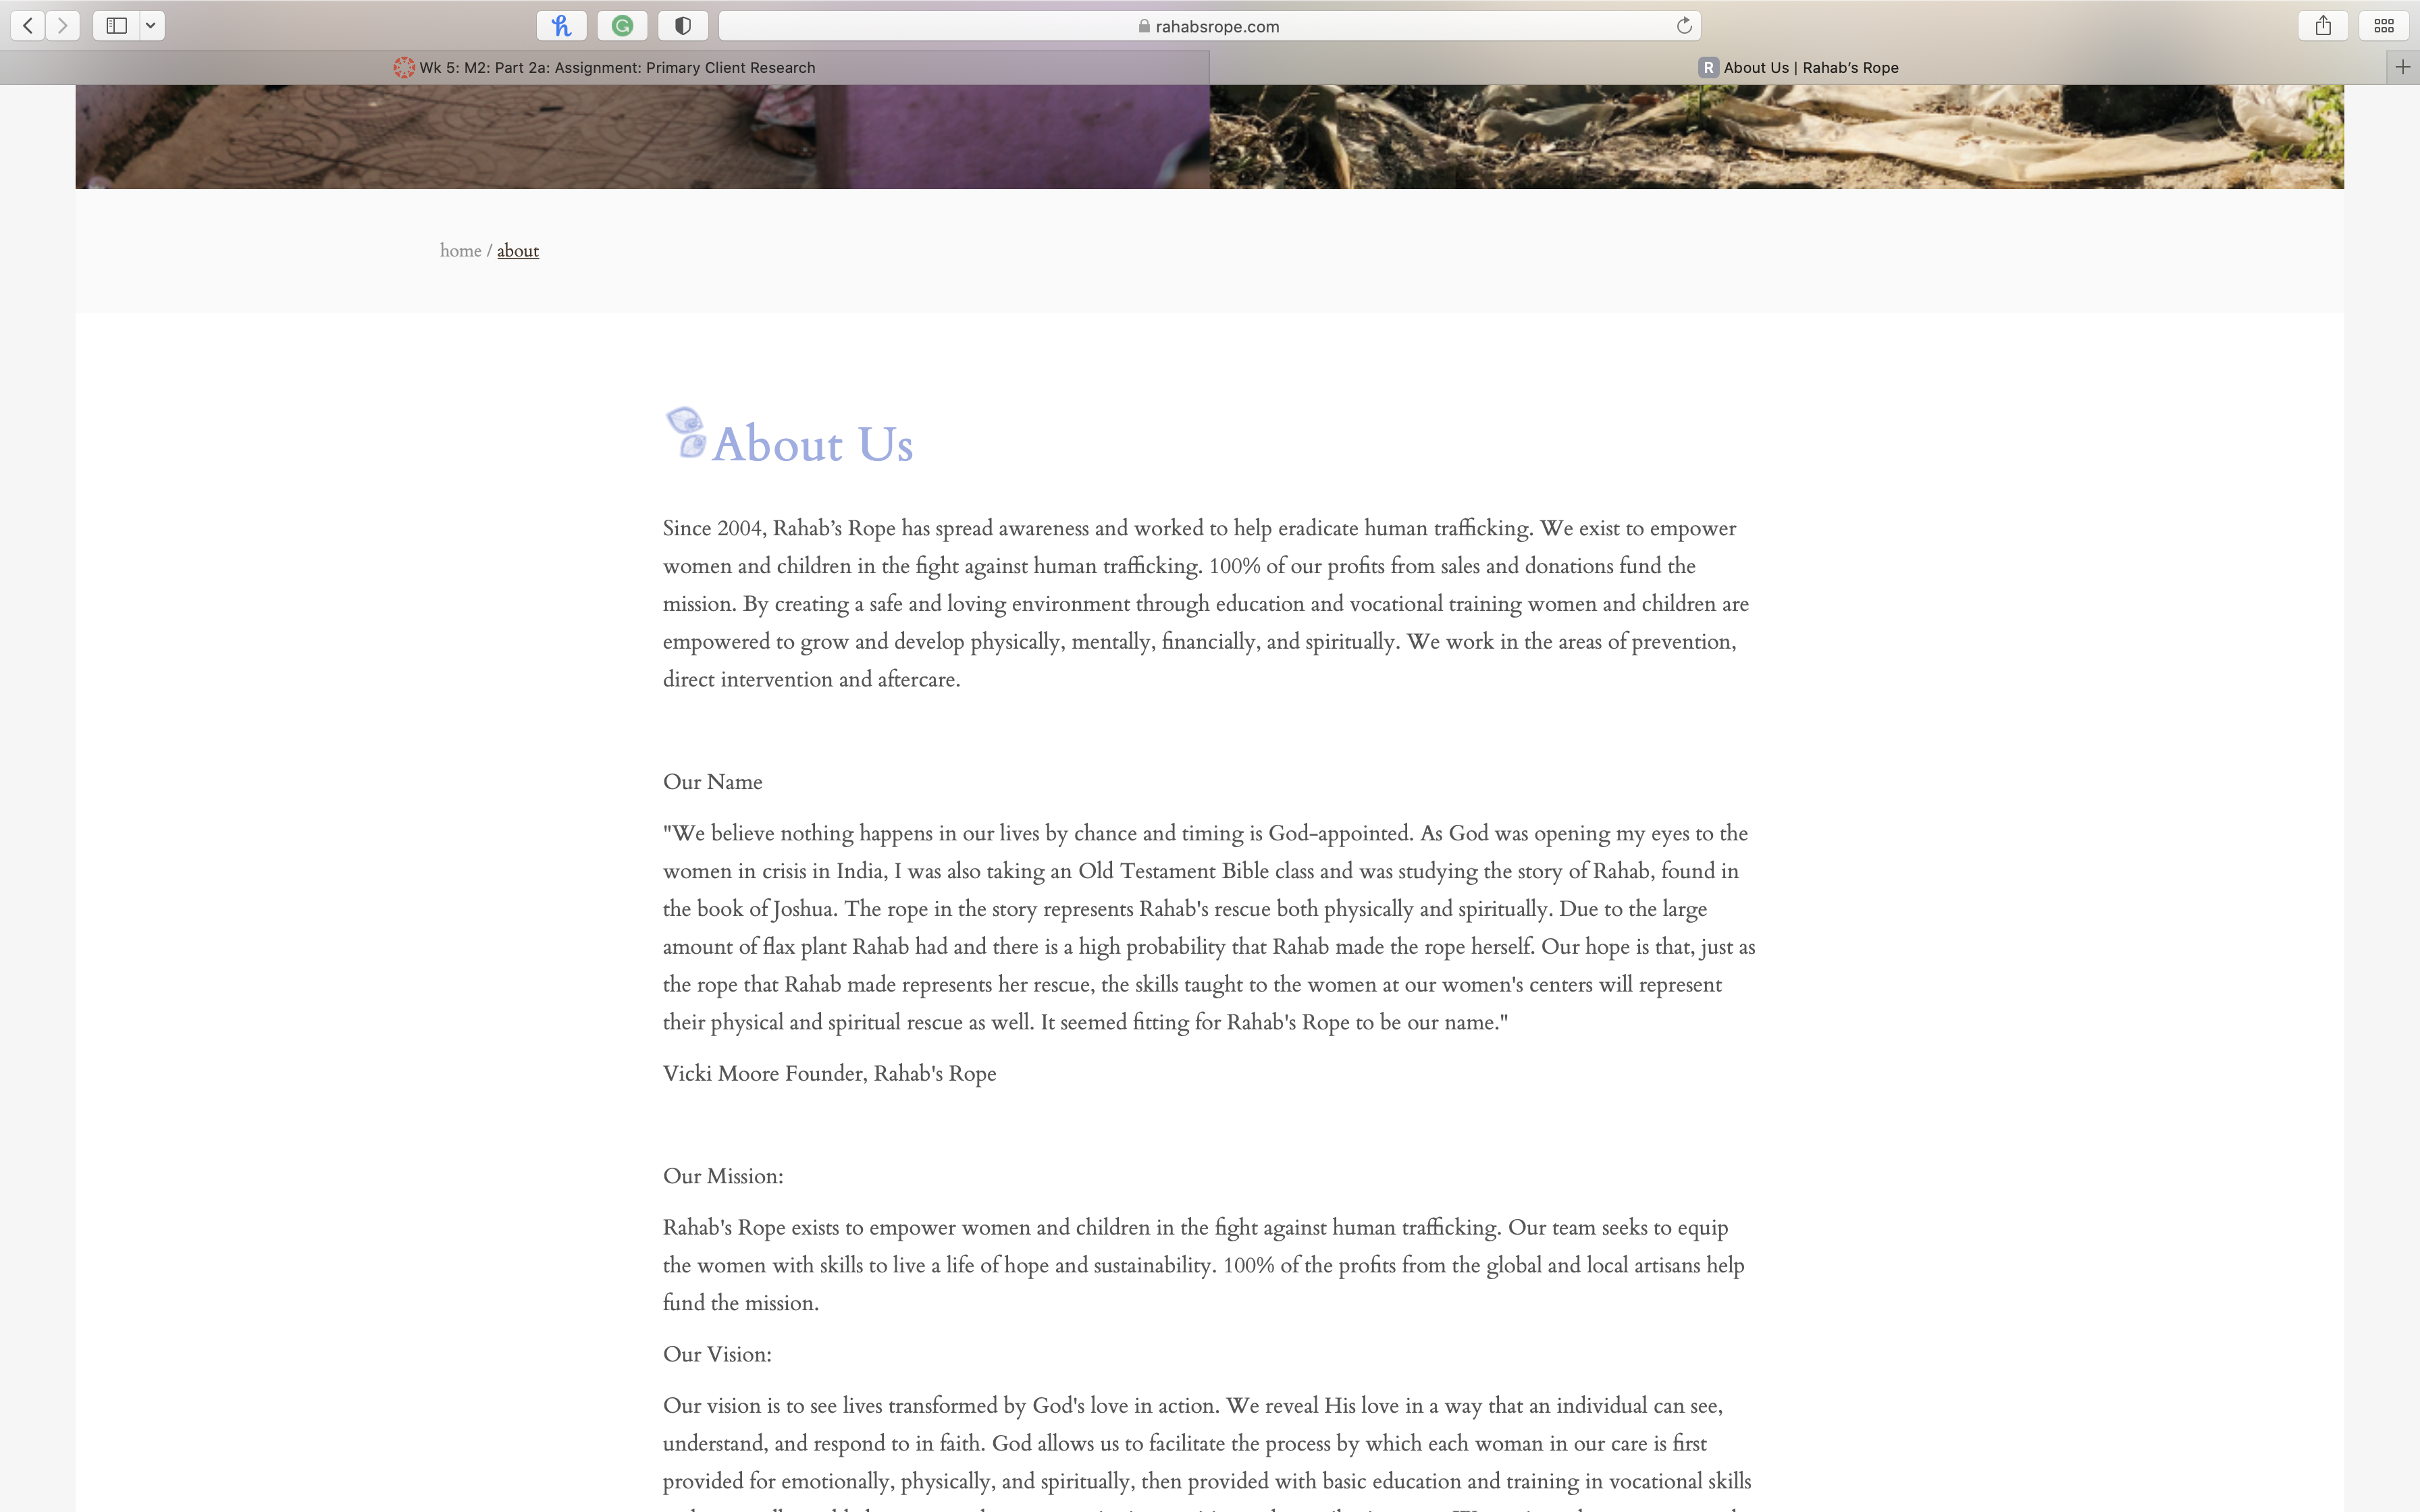 rahabsrope.com
Wk 5: M2: Part 2a: Assignment: Primary Client Research
R About Us | Rahab's Rope
home / about
About Us
Since 2004, Rahab’s Rope has spread awareness and worked to help eradicate human trafficking. We exist to empower
women and children in the fight against human trafficking. 100% of our profits from sales and donations fund the
mission. By creating a safe and loving environment through education and vocational training women and children are
empowered to grow and develop physically, mentally, financially, and spiritually. We work in the areas of prevention,
direct intervention and aftercare.
Our Name
"We believe nothing happens in our lives by chance and timing is God-appointed. As God was opening my eyes to the
women in crisis in India, I was also taking an Old Testament Bible class and was studying the story of Rahab, found in
the book of Joshua. The rope in the story represents Rahab's rescue both physically and spiritually. Due to the large
amount of flax plant Rahab had and there is a high probability that Rahab made the rope herself. Our hope is that, just as
the rope that Rahab made represents her rescue, the skills taught to the women at our women's centers will represent
their physical and spiritual rescue as well. It seemed fitting for Rahab's Rope to be our name."
Vicki Moore Founder, Rahab's Rope
Our Mission:
Rahab's Rope exists to empower women and children in the fight against human trafficking. Our team seeks to equip
the women with skills to live a life of hope and sustainability. 100% of the profits from the global and local artisans help
fund the mission.
Our Vision:
Our vision is to see lives transformed by God's love in action. We reveal His love in a way that an individual can see,
understand, and respond to in faith. God allows us to facilitate the process by which each woman in our care is first
provided for emotionally, physically, and spiritually, then provided with basic education and training in vocational skills